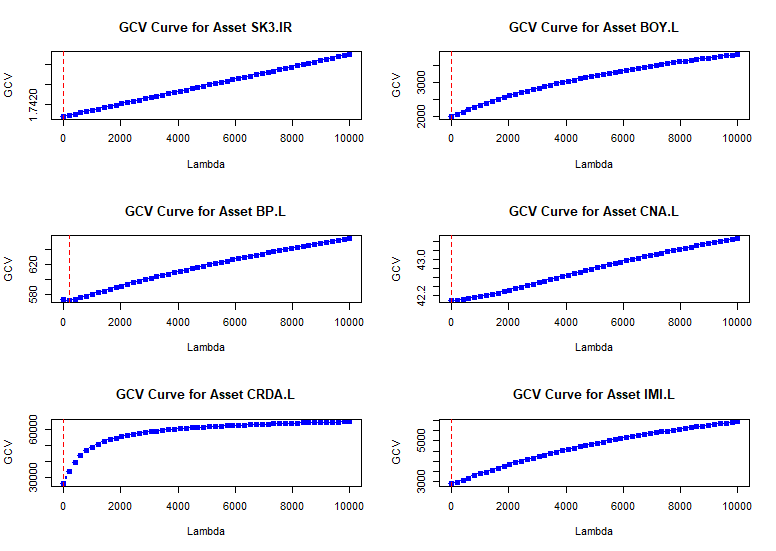 GCV Curve for Asset SK3.IR
GCV
1.7420
0 2000 4000 6000 8000 10000
Lambda
GCV Curve for Asset BOY.L
GCV
2000 3000
0 2000 4000 6000 8000 10000
Lambda
GCV Curve for Asset BP.L
GCV
580 620
0 2000 4000 6000 8000 10000
Lambda
GCV Curve for Asset CNA.L
GCV
42.2 43.0
0 2000 4000 6000 8000 10000
Lambda
GCV Curve for Asset CRDA.L
GCV
30000 60000
0 2000 4000 6000 8000 10000
Lambda
GCV Curve for Asset IMI.L
GCV
3000 5000
0 2000 4000 6000 8000 10000
Lambda